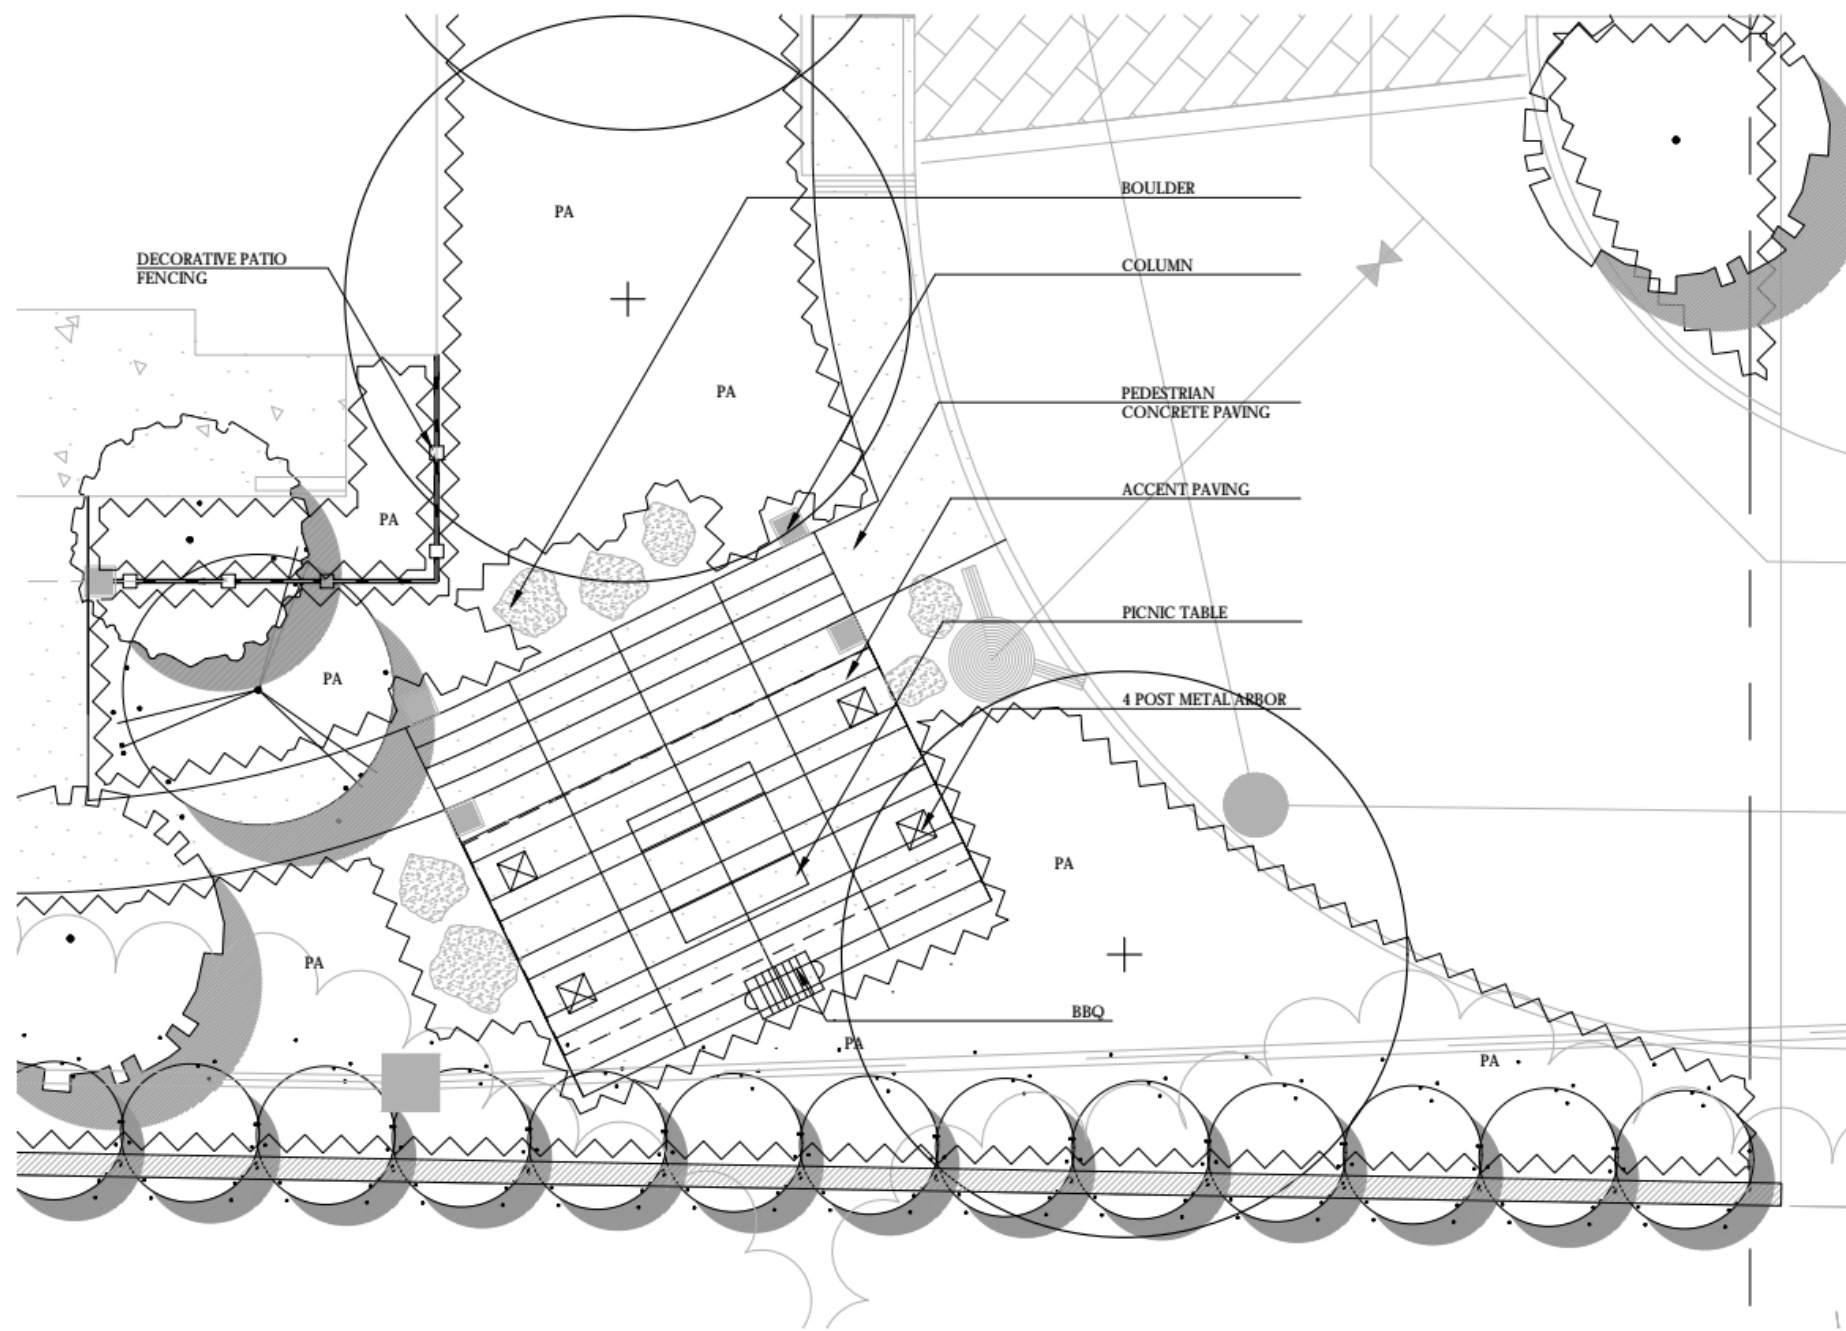 BOULDER
PA
DECORATIVE PATIO
FENCING
COLUMN
PA
PEDESTRIAN
CONCRETE PAVING
ACCENT PAVING
PA
PICNIC TABLE
PA
4 POST METAL ARBOR
PA
PA
BBQ
PA
PA